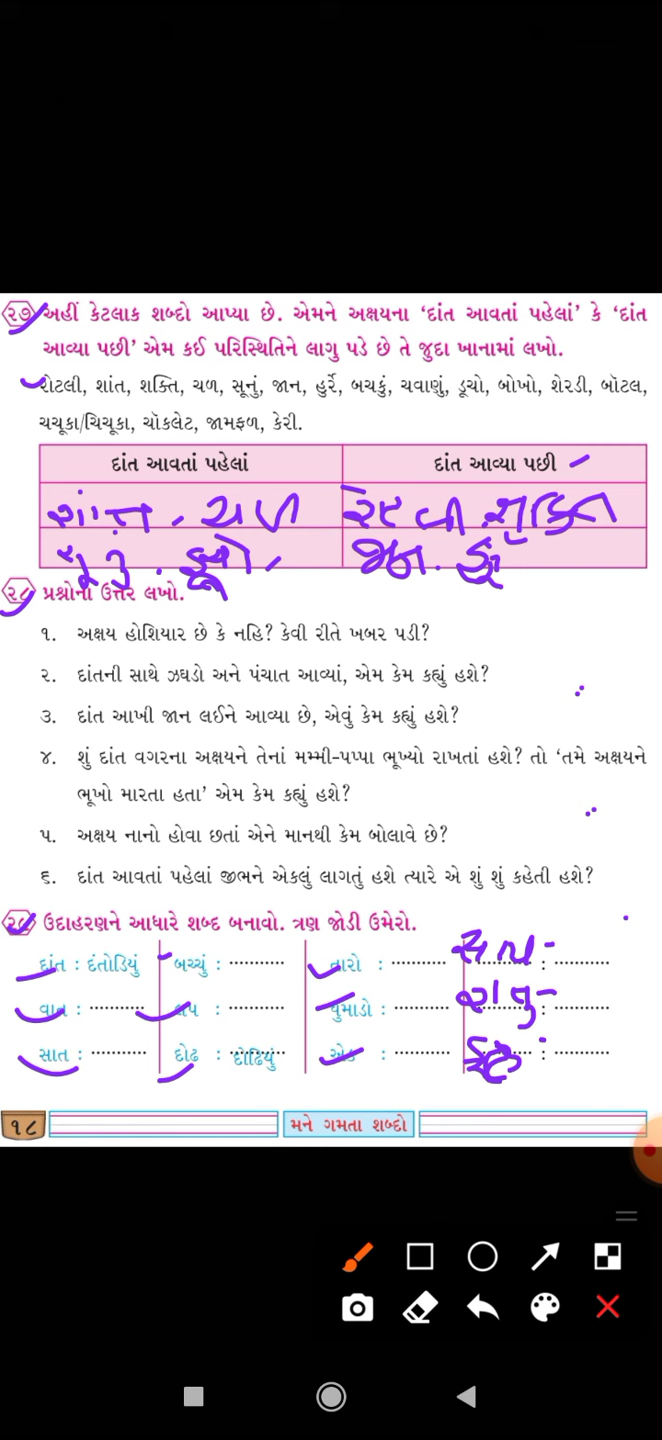 ૨૭ અહીં કેટલાક શબ્દો આપ્યા છે. એમને અક્ષયના ‘દાંત આવતાં પહેલાં’ કે ‘દાંત
આવ્યા પછી’ એમ કઈ પરિસ્થિતિને લાગુ પડે છે તે જુદા ખાનામાં લખો.
રોટલી, શાંત, શક્તિ, ચળ, સૂનું, જાન, હુર્રે, બચકું, ચવાણું, ડૂચો, બોખો, શેરડી, બૉટલ,
ચચૂકા/ચિચૂકા, ચૉકલેટ, જામફળ, કેરી.
દાંત આવતાં પહેલાં દાંત આવ્યા પછી
શાંત, ચળ શક્તિ
૨૮ પ્રશ્નોના ઉત્તર લખો.
૧. અક્ષય હોશિયાર છે કે નહિ? કેવી રીતે ખબર પડી?
૨. દાંતની સાથે ઝઘડો અને પંચાત આવ્યાં, એમ કેમ કહ્યું હશે?
૩. દાંત આખી જાન લઈને આવ્યા છે, એવું કેમ કહ્યું હશે?
૪. શું દાંત વગરના અક્ષયને તેનાં મમ્મી-પપ્પા ભૂખ્યો રાખતાં હશે? તો ‘તમે અક્ષયને
ભૂખો મારતા હતા’ એમ કેમ કહ્યું હશે?
૫. અક્ષય નાનો હોવા છતાં એને માનથી કેમ બોલાવે છે?
૬. દાંત આવતાં પહેલાં જીભને એકલું લાગતું હશે ત્યારે એ શું શું કહેતી હશે?
૨૯ ઉદાહરણને આધારે શબ્દ બનાવો. ત્રણ જોડી ઉમેરો.
દાંત : દંતોડિયું બચ્ચું : ........... તારો : ........... : ...........
વાત : ........... : ........... ધુમાડો : ........... : ...........
સાત : ........... દોઢ : દોઢિયું એક : ........... : ...........
૧૮ મને ગમતા શબ્દો